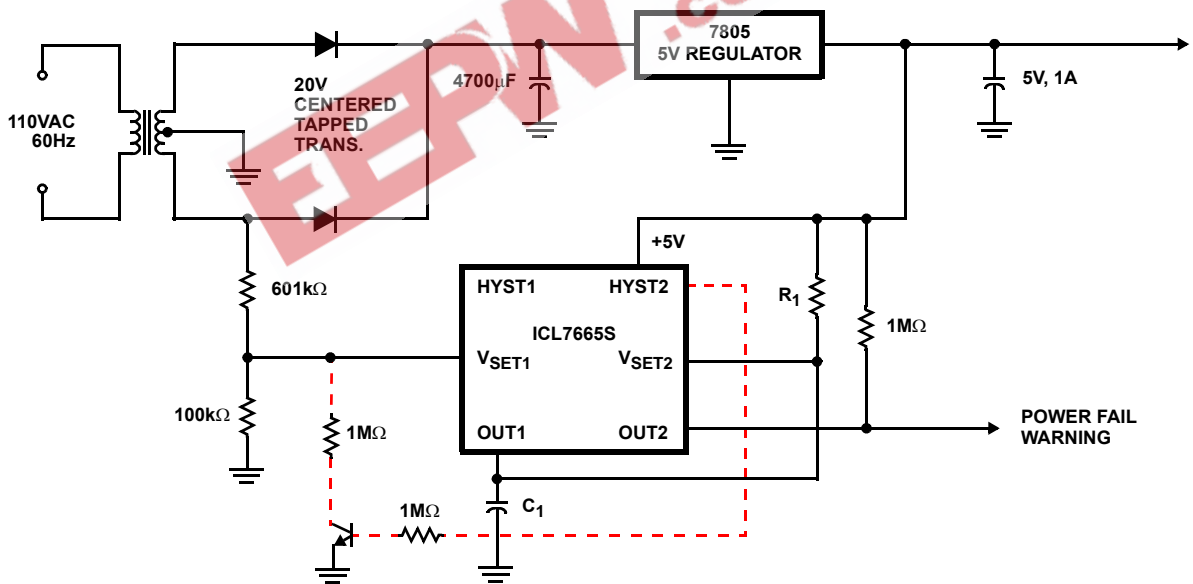 7805
5V REGULATOR
4700µF
5V, 1A
20V
CENTERED
TAPPED
TRANS.
110VAC
60Hz
+5V
601kΩ
HYST1
HYST2
R1
1MΩ
ICL7665S
VSET1
VSET2
100kΩ
1MΩ
OUT1
OUT2
POWER FAIL
WARNING
C1
1MΩ
EEPW.c